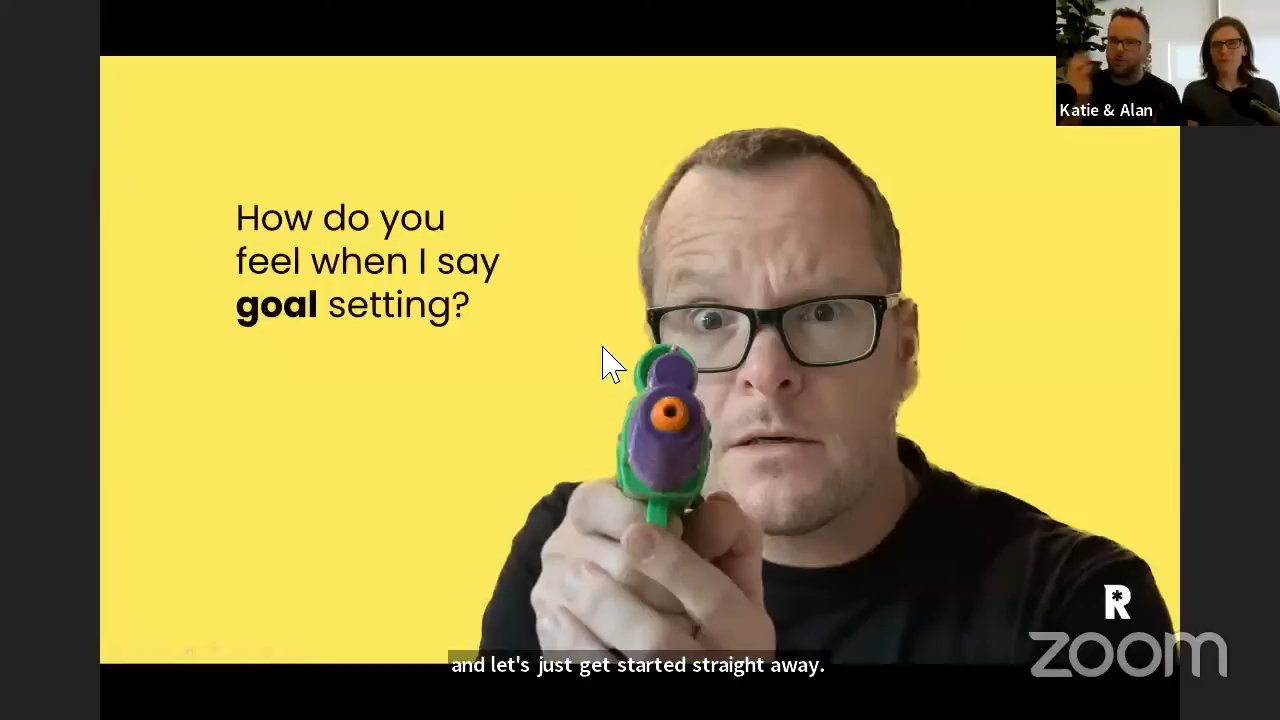 Katie & Alan
How do you
feel when I say
goal setting?
R
zoom
and let's just get started straight away.